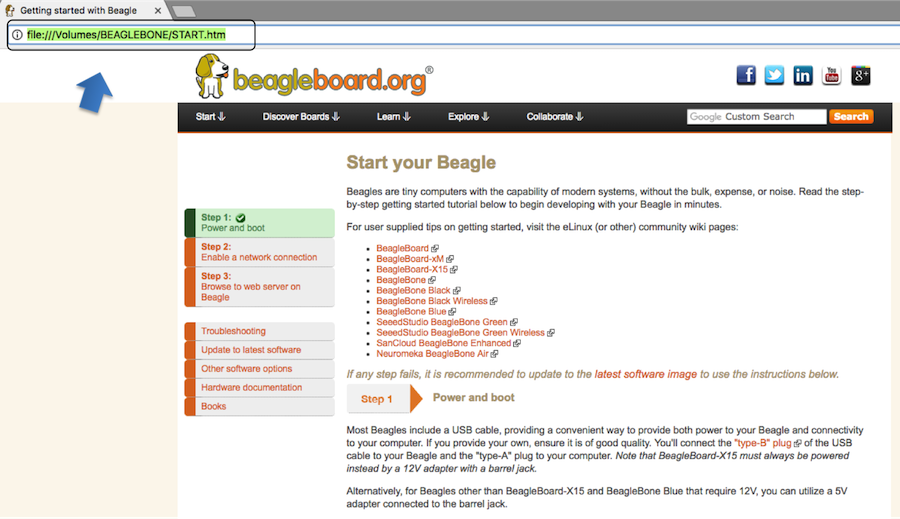 Getting started with Beagle
file:///Volumes/BEAGLEBONE/START.htm
beagleboard.org®
f
in
You Tube
g+
Start
Discover Boards
Learn
Explore
Collaborate
Google Custom Search
Search
Start your Beagle
Beagles are tiny computers with the capability of modern systems, without the bulk, expense, or noise. Read the step-
by-step getting started tutorial below to begin developing with your Beagle in minutes.
For user supplied tips on getting started, visit the eLinux (or other) community wiki pages:
BeagleBoard
BeagleBoard-xM
BeagleBoard-X15
BeagleBone
BeagleBone Black
BeagleBone Black Wireless
BeagleBone Blue
SeeedStudio BeagleBone Green
SeeedStudio BeagleBone Green Wireless
SanCloud BeagleBone Enhanced
Neuromeka BeagleBone Air
Step 1:
Power and boot
Step 2:
Enable a network connection
Step 3:
Browse to web server on
Beagle
Troubleshooting
Update to latest software
Other software options
Hardware documentation
Books
If any step fails, it is recommended to update to the latest software image to use the instructions below.
Step 1
Power and boot
Most Beagles include a USB cable, providing a convenient way to provide both power to your Beagle and connectivity
to your computer. If you provide your own, ensure it is of good quality. You'll connect the "type-B" plug of the USB
cable to your Beagle and the "type-A" plug to your computer. Note that BeagleBoard-X15 must always be powered
instead by a 12V adapter with a barrel jack.
Alternatively, for Beagles other than BeagleBoard-X15 and BeagleBone Blue that require 12V, you can utilize a 5V
adapter connected to the barrel jack.